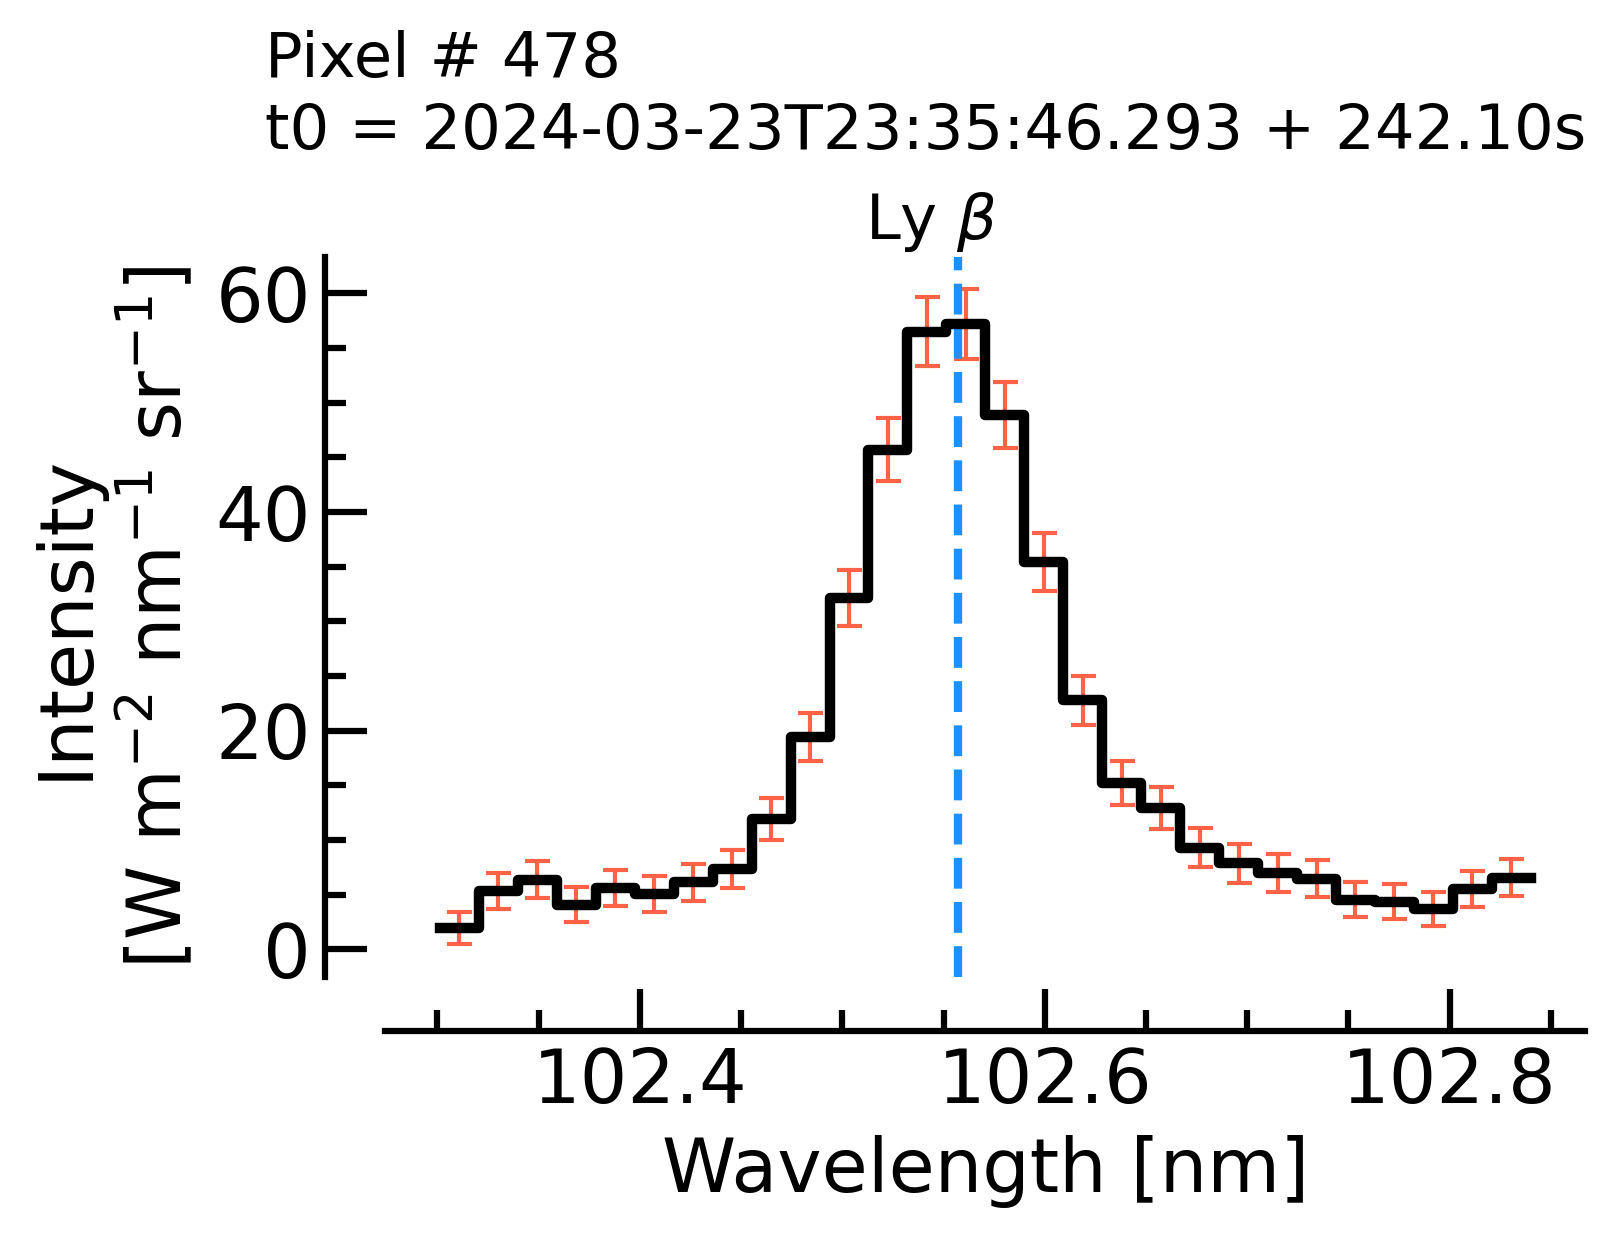 Pixel # 478
t0 = 2024-03-23T23:35:46.293 + 242.10s
Ly β
Intensity
[W m⁻² nm⁻¹ sr⁻¹]
60
40
20
0
102.4 102.6 102.8
Wavelength [nm]